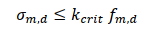 σ_{m,d} ≤ k_{crit} f_{m,d}